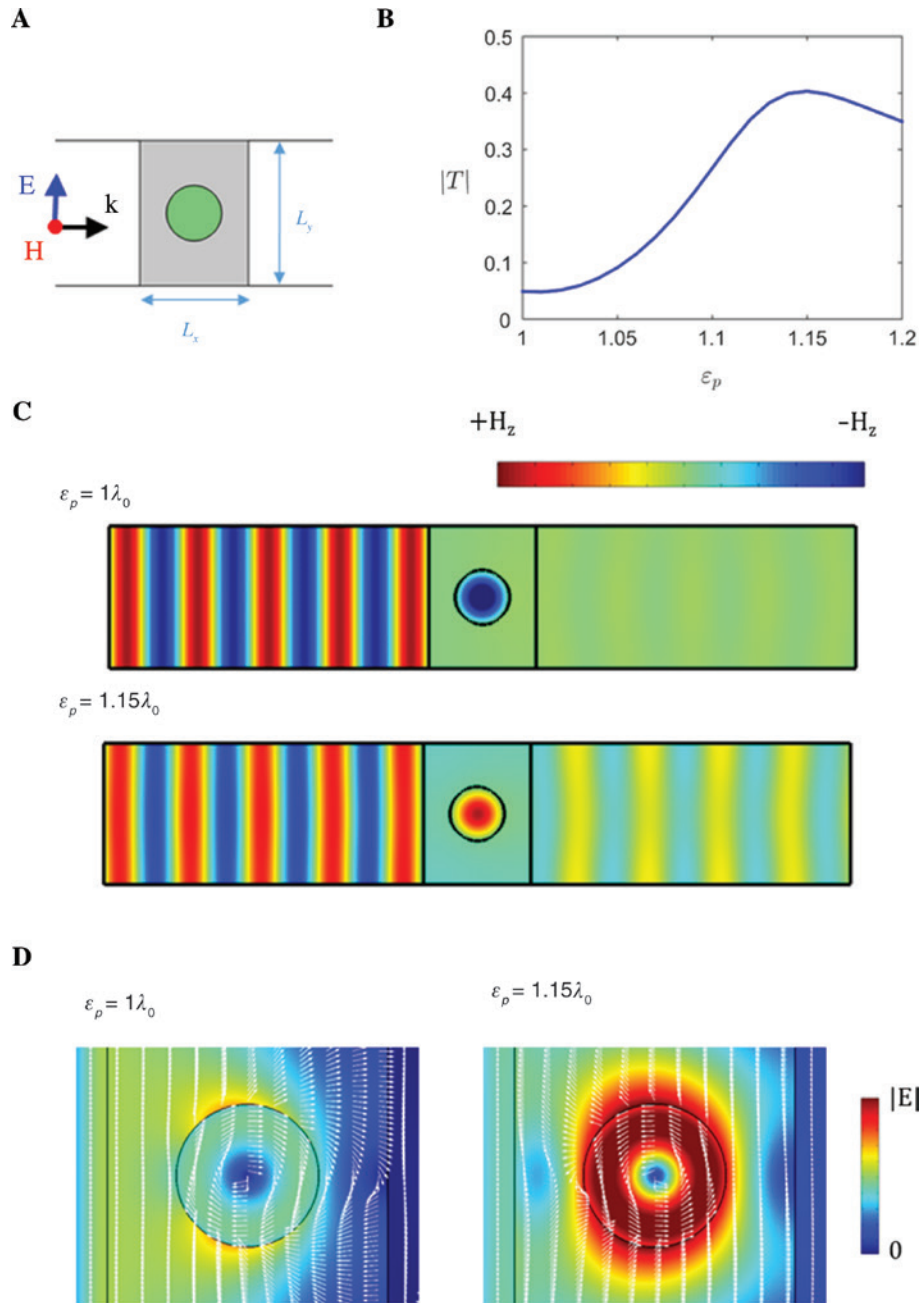 A
E
k
H
L_y
L_x
B
0.5
0.4
|T|
0.3
0.2
0.1
0
1
1.05
1.1
1.15
1.2
ε_p
C
+H_z
–H_z
ε_p = 1λ_0
ε_p = 1.15λ_0
D
ε_p = 1λ_0
ε_p = 1.15λ_0
|E|
0